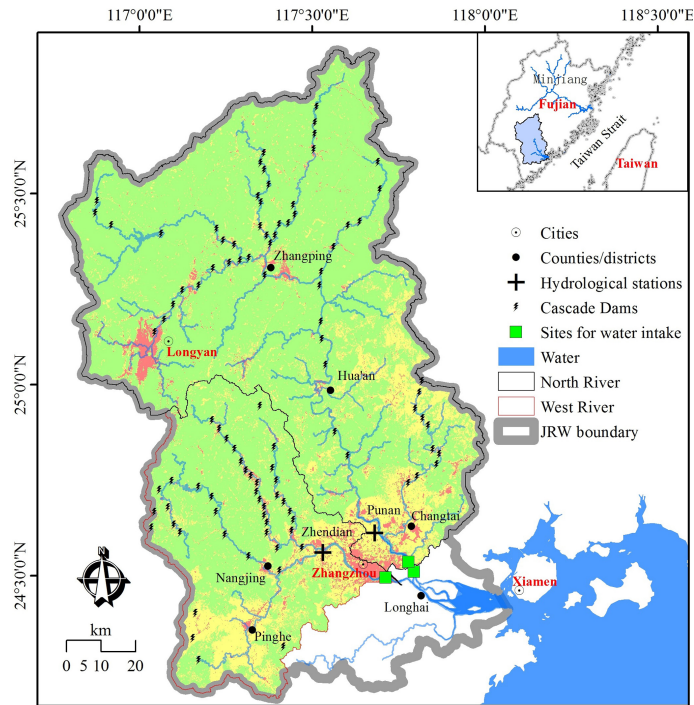 117°0'0"E
117°30'0"E
118°0'0"E
118°30'0"E
25°30'0"N
25°0'0"N
24°30'0"N
Minjiang
Fujian
Taiwan Strait
Taiwan
Cities
Counties/districts
Hydrological stations
Cascade Dams
Sites for water intake
Water
North River
West River
JRW boundary
Zhangping
Longyan
Hua'an
Punan
Changtai
Zhendian
Nanjing
Zhangzhou
Xiamen
Longhai
Pinghe
N
km
0 5 10 20